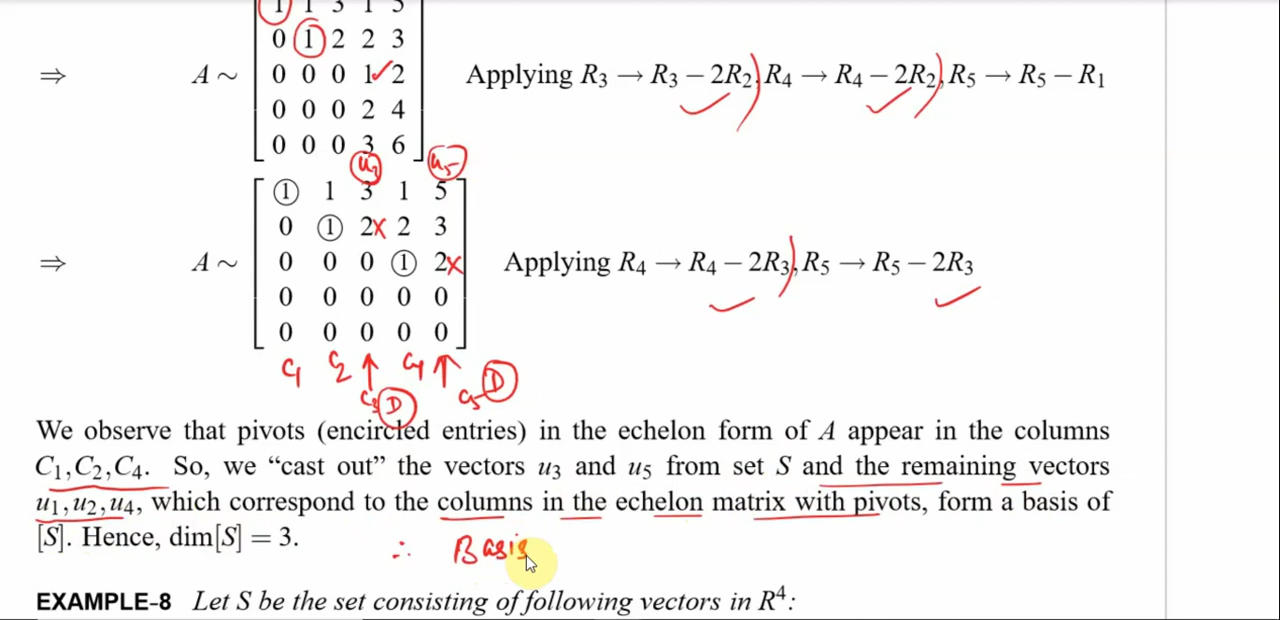 1 1 3 1 5
0 1 2 2 3
⇒ A ∼ 0 0 0 1 2 Applying R3 → R3 − 2R2, R4 → R4 − 2R2, R5 → R5 − R1
0 0 0 2 4
0 0 0 3 6
u3 u5
1 1 3 1 5
0 1 2 2 3
⇒ A ∼ 0 0 0 1 2 Applying R4 → R4 − 2R3, R5 → R5 − 2R3
0 0 0 0 0
0 0 0 0 0
C1 C2 C4
C3 D C5 D
We observe that pivots (encircled entries) in the echelon form of A appear in the columns
C1,C2,C4. So, we “cast out” the vectors u3 and u5 from set S and the remaining vectors
u1,u2,u4, which correspond to the columns in the echelon matrix with pivots, form a basis of
[S]. Hence, dim[S] = 3.
∴ Basis
EXAMPLE-8 Let S be the set consisting of following vectors in R⁴: